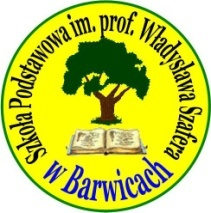 Szkoła Podstawowa im. prof. Władysława Szafera
w Barwicach